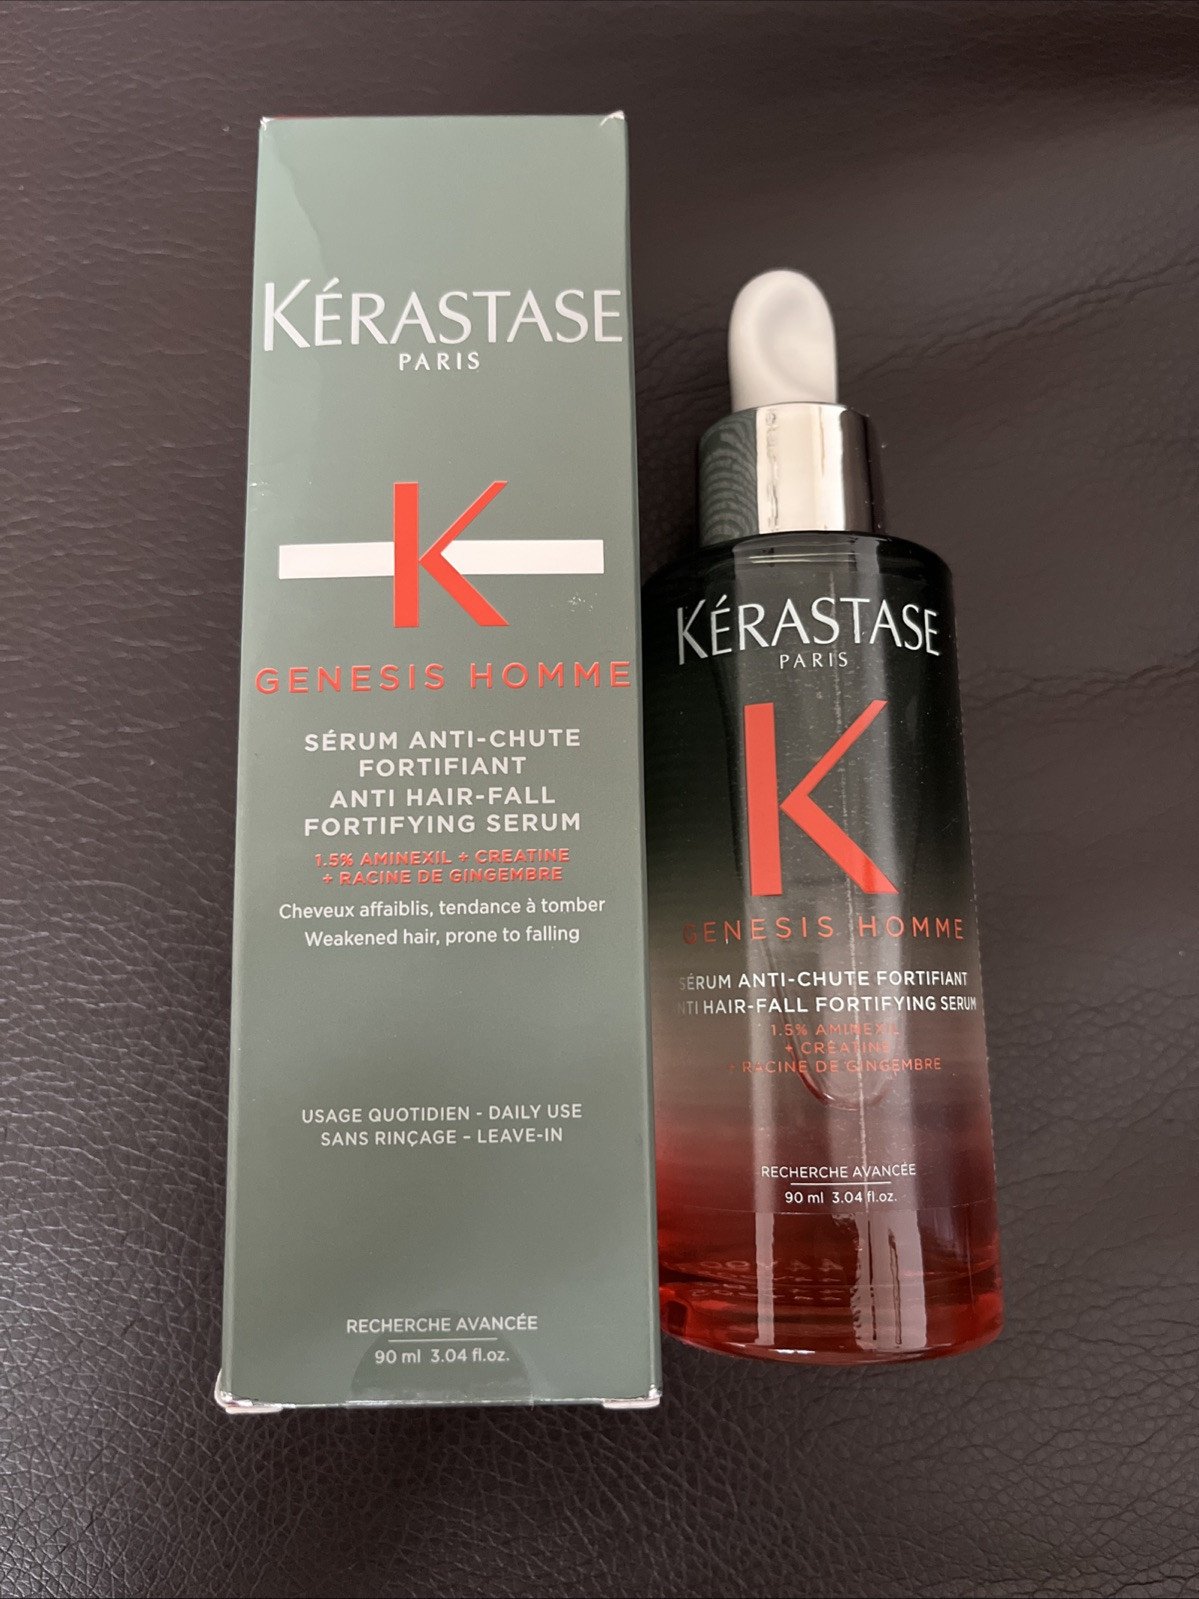 KÉRASTASE
PARIS
K
GENESIS HOMME
SÉRUM ANTI-CHUTE
FORTIFIANT
ANTI HAIR-FALL
FORTIFYING SERUM
1.5% AMINEXIL + CREATINE
+ RACINE DE GINGEMBRE
Cheveux affaiblis, tendance à tomber
Weakened hair, prone to falling
USAGE QUOTIDIEN - DAILY USE
SANS RINÇAGE - LEAVE-IN
RECHERCHE AVANCÉE
90 ml 3.04 fl.oz.
KÉRASTASE
PARIS
K
GENESIS HOMME
SÉRUM ANTI-CHUTE FORTIFIANT
ANTI HAIR-FALL FORTIFYING SERUM
1.5% AMINEXIL
+ CRÉATINE
+ RACINE DE GINGEMBRE
RECHERCHE AVANCÉE
90 ml 3.04 fl.oz.